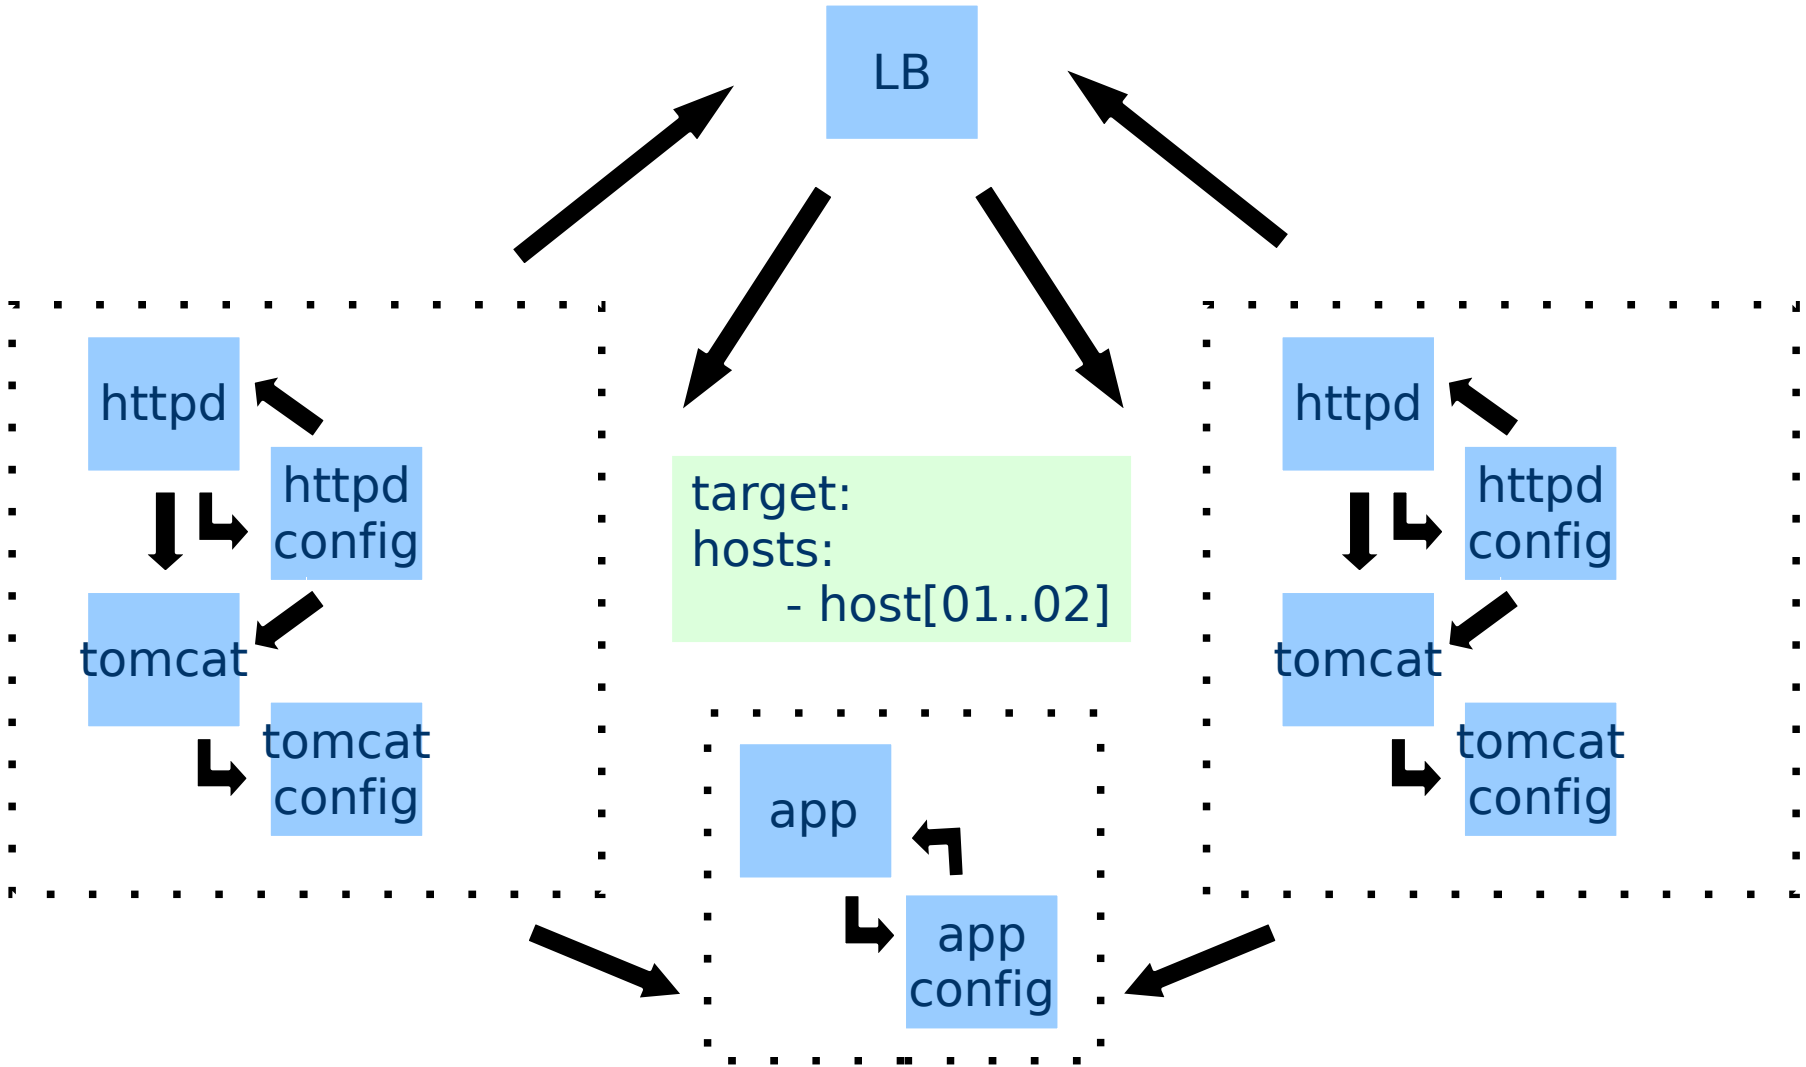 LB
httpd
httpd
config
tomcat
tomcat
config
target:
hosts:
- host[01..02]
app
app
config
httpd
httpd
config
tomcat
tomcat
config